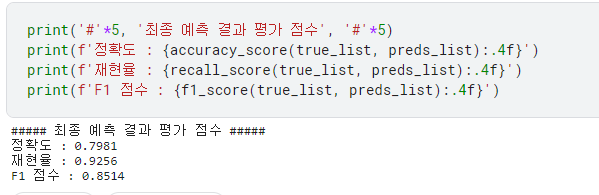 print('#'*5, '최종 예측 결과 평가 점수', '#'*5)
print(f'정확도 : {accuracy_score(true_list, preds_list):.4f}')
print(f'재현율 : {recall_score(true_list, preds_list):.4f}')
print(f'F1 점수 : {f1_score(true_list, preds_list):.4f}')
##### 최종 예측 결과 평가 점수 #####
정확도 : 0.7981
재현율 : 0.9256
F1 점수 : 0.8514